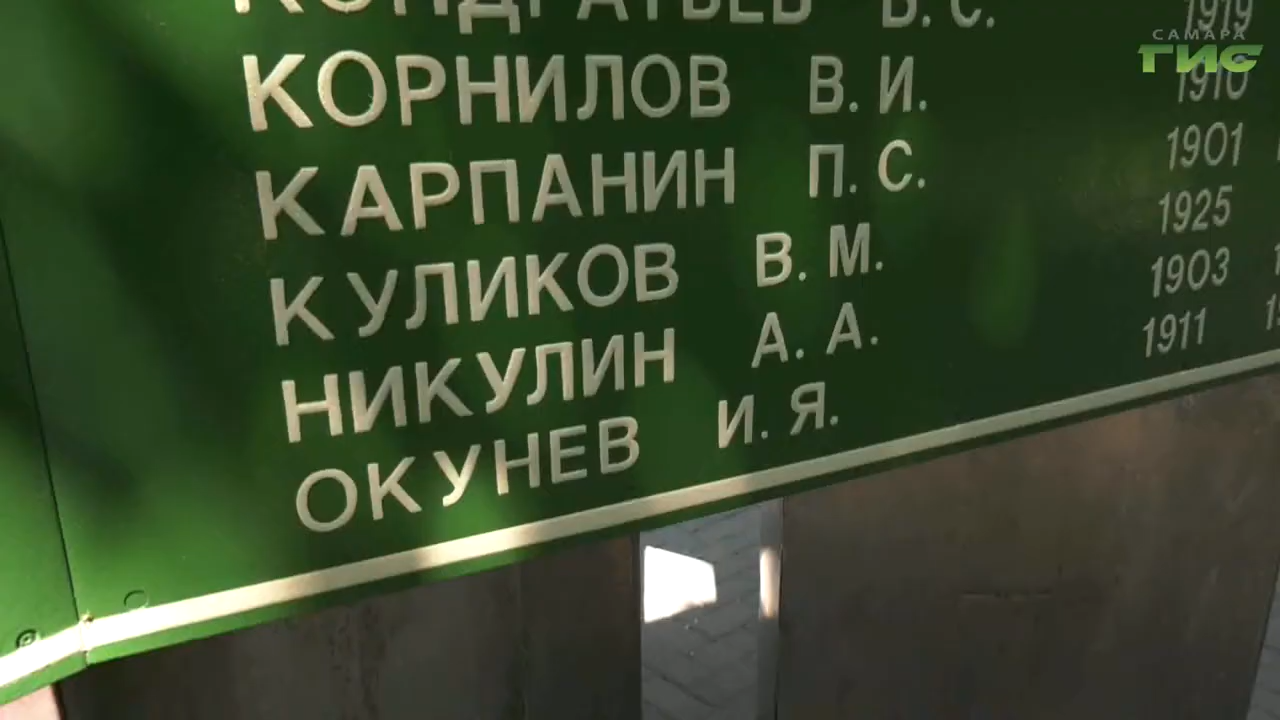 КОНДРАТЬЕВ С. 1919
КОРНИЛОВ В. И. 1910
КАРПАНИН П. С. 1901
КУЛИКОВ В. М. 1925
НИКУЛИН А. А. 1903
ОКУНЕВ И. Я. 1911
САМАРА
ГИС